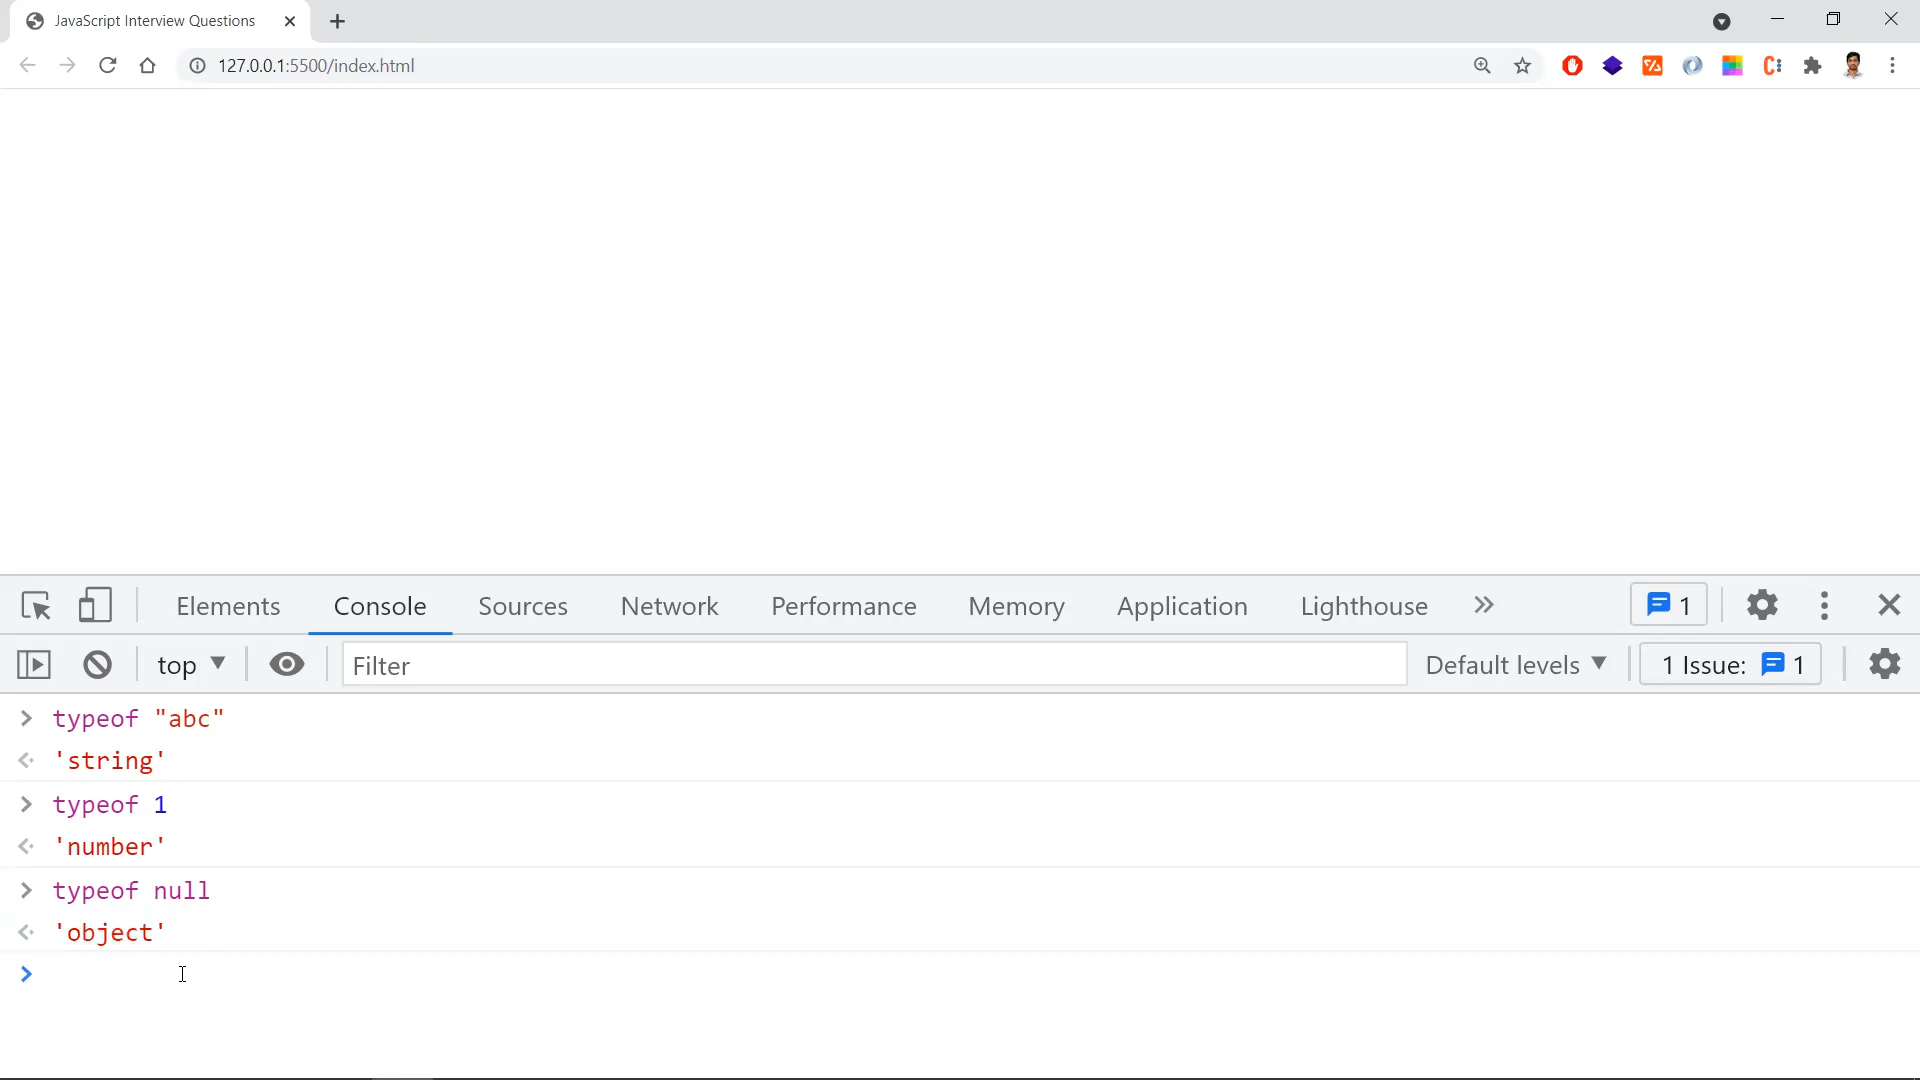 JavaScript Interview Questions
127.0.0.1:5500/index.html
Elements Console Sources Network Performance Memory Application Lighthouse 1
top Filter Default levels 1 Issue: 1
typeof "abc"
'string'
typeof 1
'number'
typeof null
'object'